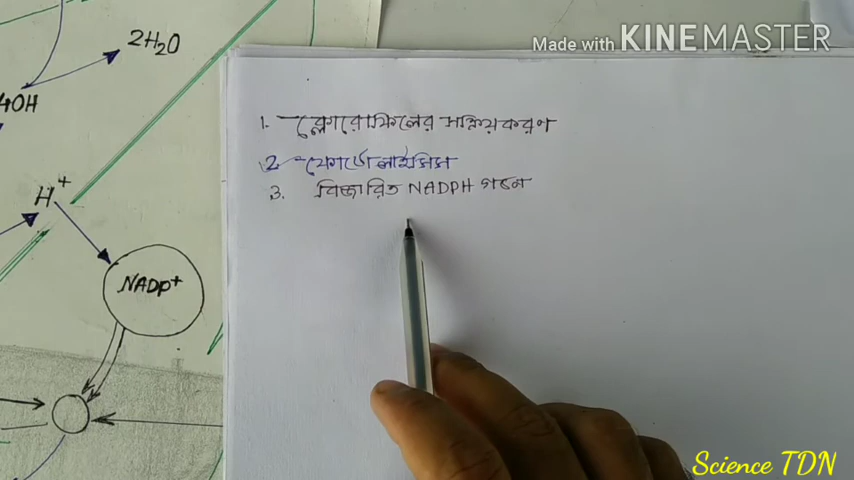 Made with KINEMASTER
2H₂O
4OH
1. ক্লোরোফিলের সক্রিয়করণ
2. ফোটোলাইসিস
3. বিজারিত NADPH গঠন
H⁺
NADP⁺
Science TDN